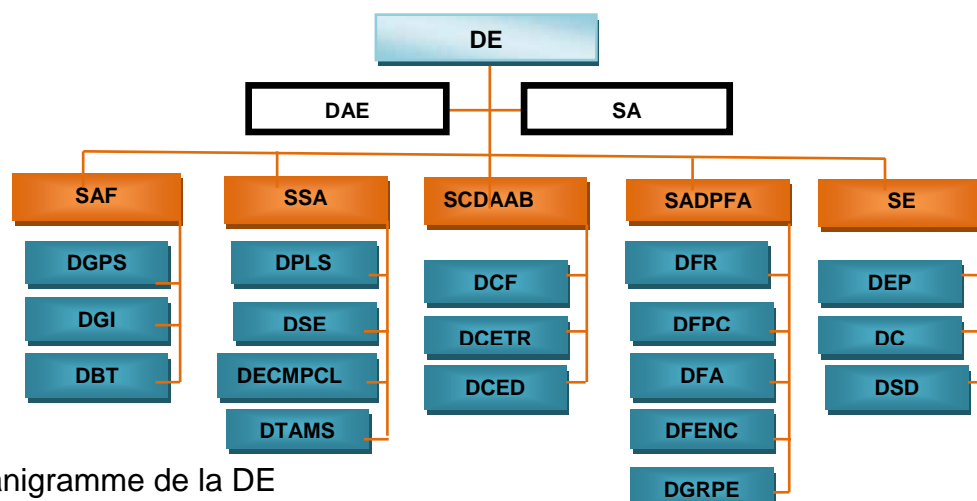 DE
DAE
SA
SAF
SSA
SCDAAB
SADPFA
SE
DGPS
DGI
DBT
DPLS
DSE
DECMPCL
DTAMS
DCF
DCETR
DCED
DFR
DFPC
DFA
DFENC
DGRPE
DEP
DC
DSD
anigramme de la DE